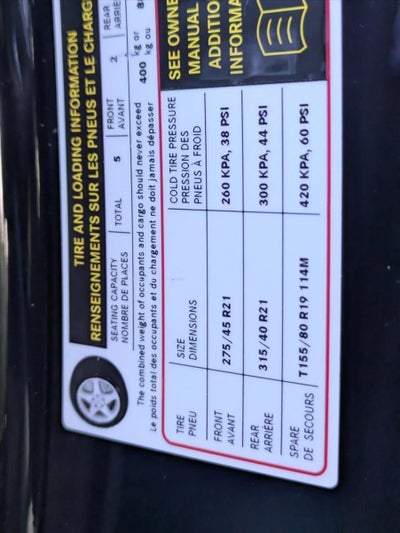 TIRE AND LOADING INFORMATION
RENSEIGNEMENTS SUR LES PNEUS ET LE CHARG
SEATING CAPACITY
NOMBRE DE PLACES
TOTAL 5
FRONT
AVANT
2
REAR
ARRIÈ
The combined weight of occupants and cargo should never exceed
Le poids total des occupants et du chargement ne doit jamais dépasser
400
kg or
kg ou
SEE OWNE
MANUAL
ADDITIO
INFORMA
TIRE
PNEU
SIZE
DIMENSIONS
COLD TIRE PRESSURE
PRESSION DES
PNEUS À FROID
FRONT
AVANT
275/45 R21
260 KPA, 38 PSI
REAR
ARRIÈRE
315/40 R21
300 KPA, 44 PSI
SPARE
DE SECOURS
T155/80 R19 114M
420 KPA, 60 PSI